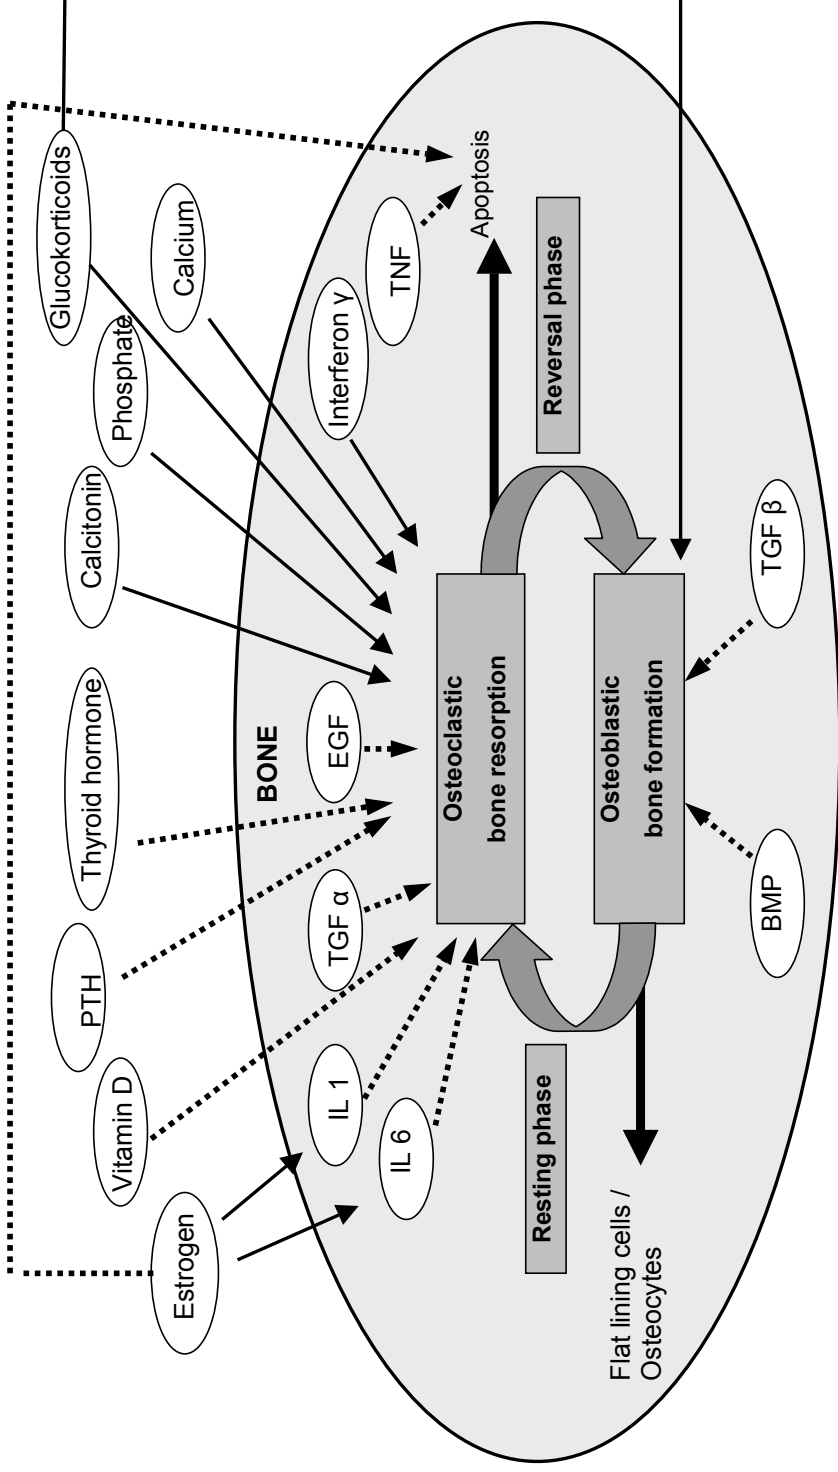 Estrogen
Vitamin D
PTH
Thyroid hormone
Calcitonin
Phosphate
Glucokorticoids
Calcium
BONE
IL 1
IL 6
TGF α
EGF
Interferon γ
TNF
Apoptosis
Osteoclastic
bone resorption
Resting phase
Reversal phase
Osteoblastic
bone formation
Flat lining cells /
Osteocytes
BMP
TGF β